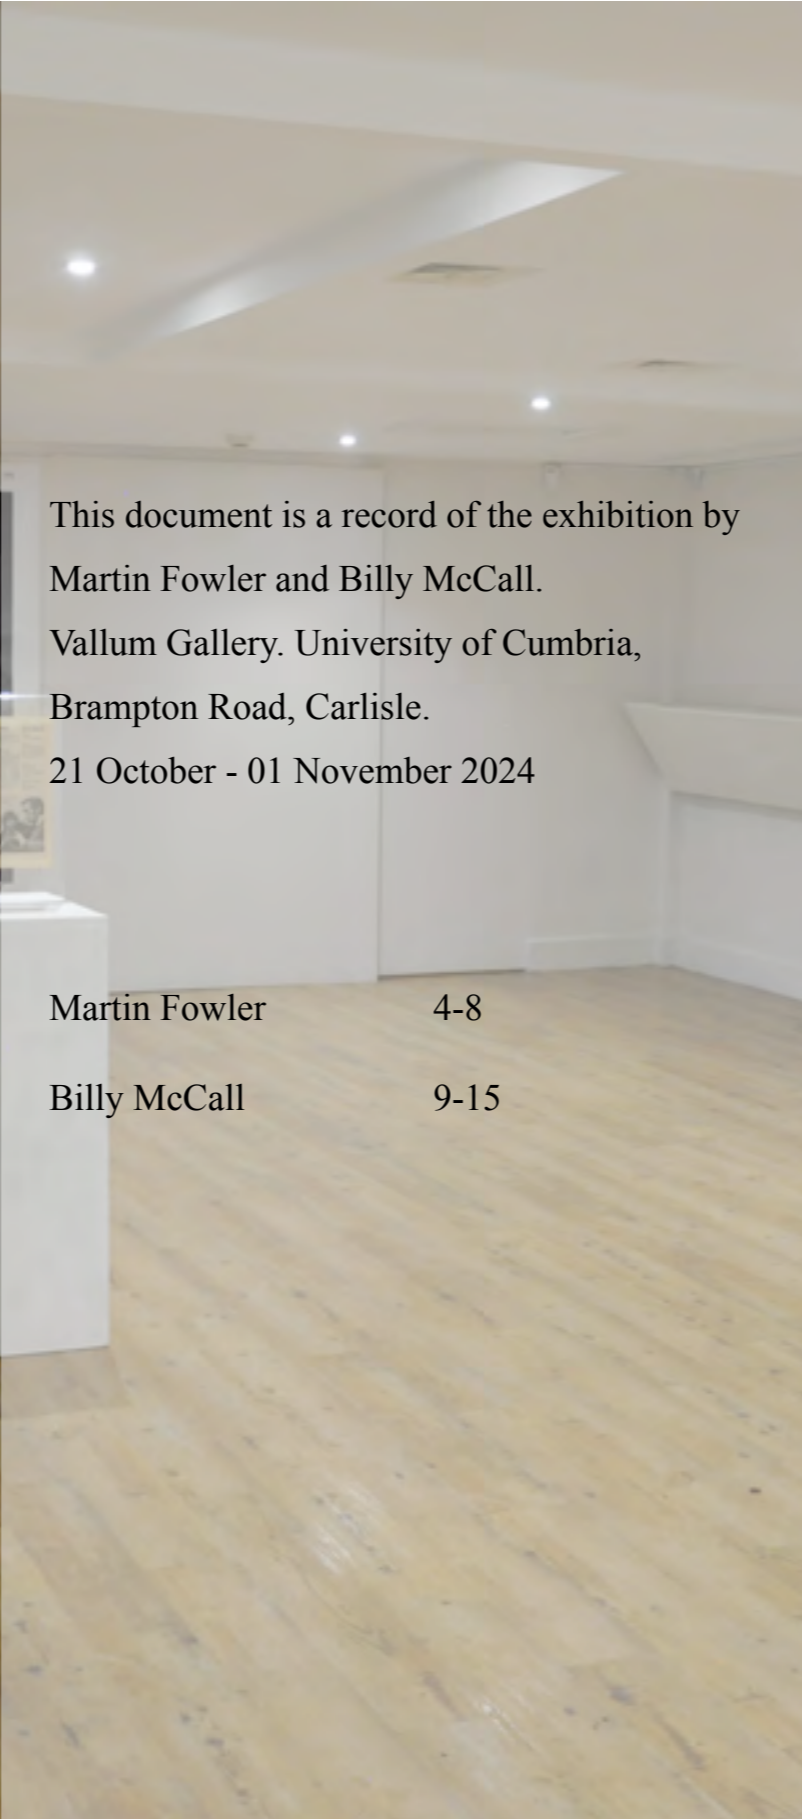 This document is a record of the exhibition by
Martin Fowler and Billy McCall.
Vallum Gallery. University of Cumbria,
Brampton Road, Carlisle.
21 October - 01 November 2024
Martin Fowler 4-8
Billy McCall 9-15